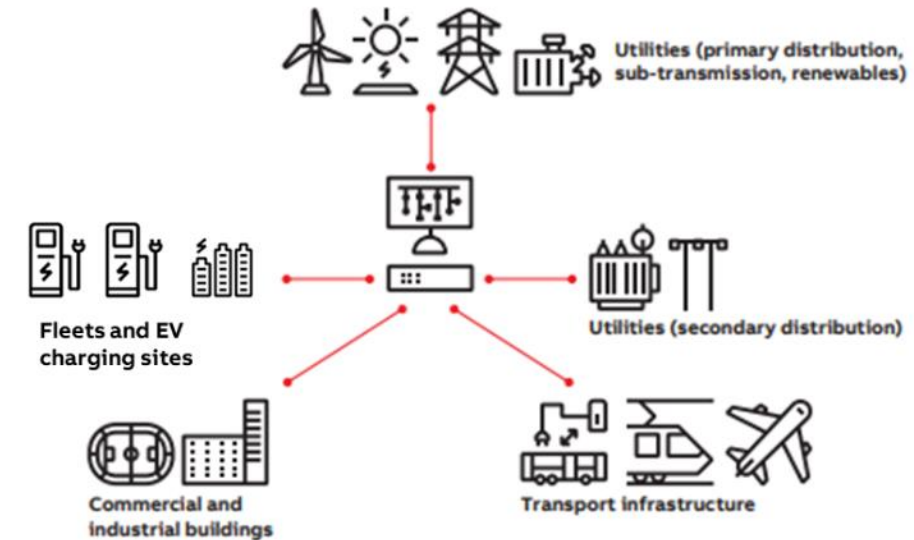 Utilities (primary distribution,
sub-transmission, renewables)
Fleets and EV
charging sites
Utilities (secondary distribution)
Commercial and
industrial buildings
Transport infrastructure